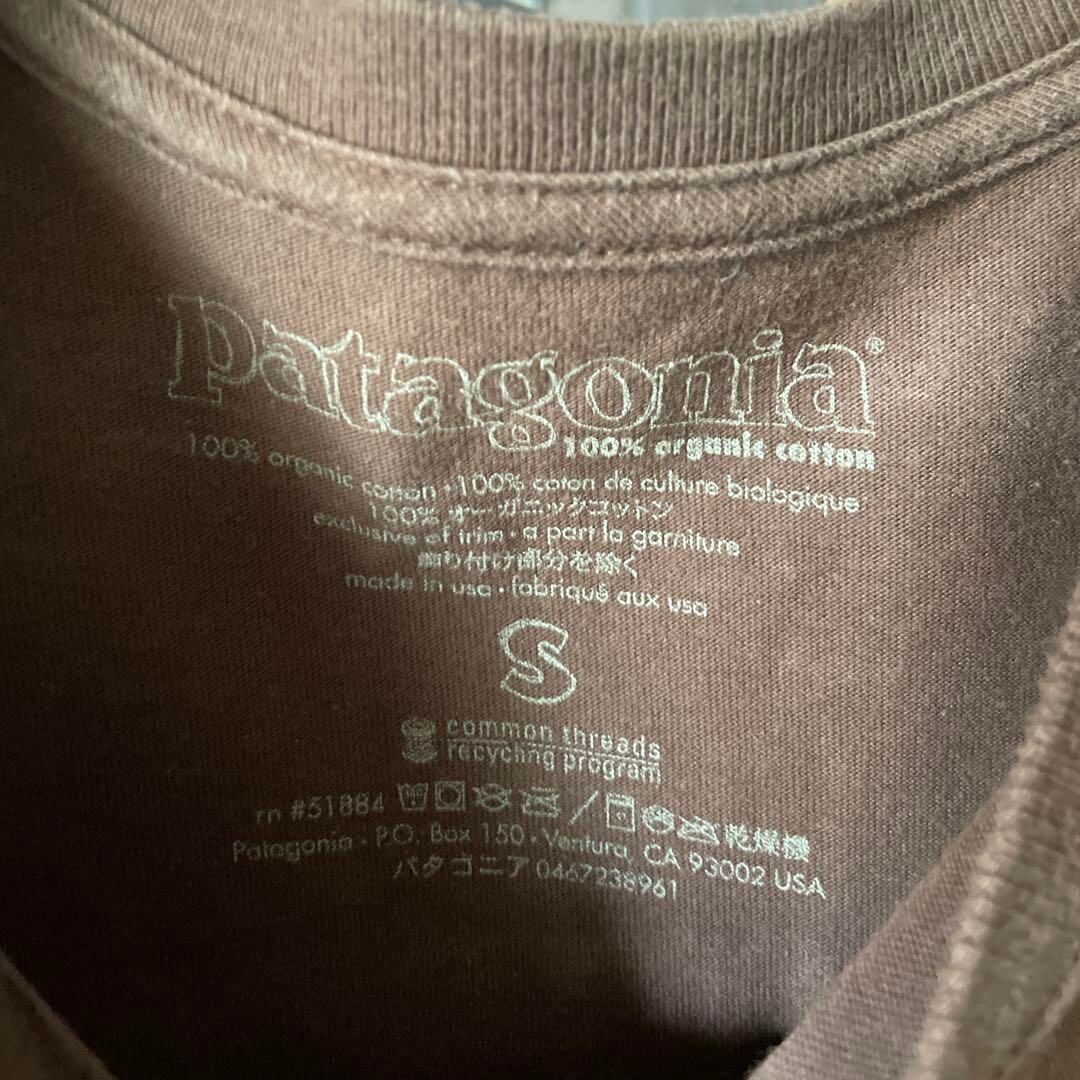 patagonia®
100% organic cotton
100% organic cotton • 100% coton de culture biologique
100% オーガニックコットン
exclusive of trim • a part la garniture
飾り付け部分を除く
made in usa • fabriqué aux usa
S
common threads
recycling program
rn #51884 / 乾燥機
Patagonia • P.O. Box 150 • Ventura, CA 93002 USA
パタゴニア 0467238961